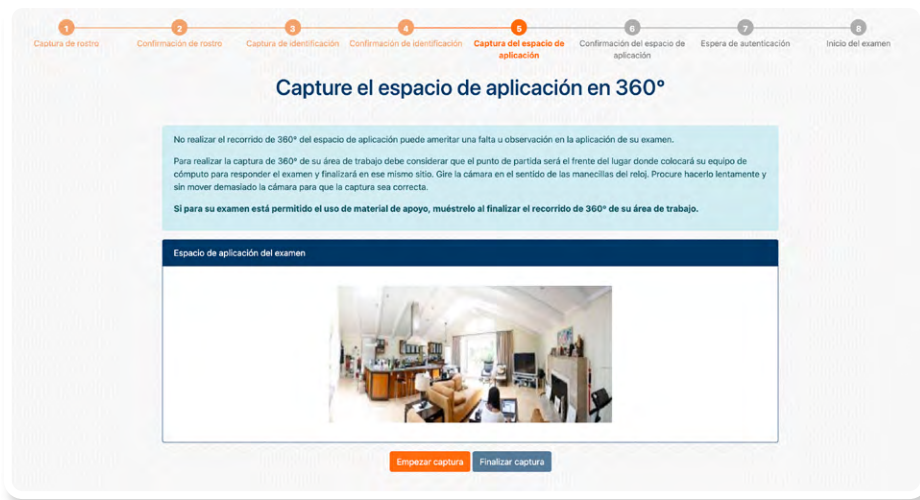 1
2
3
4
5
6
7
8
Captura de rostro
Confirmación de rostro
Captura de identificación
Confirmación de identificación
Captura del espacio de
aplicación
Confirmación del espacio de
aplicación
Espera de autenticación
Inicio del examen
Capture el espacio de aplicación en 360°
No realizar el recorrido de 360° del espacio de aplicación puede ameritar una falta u observación en la aplicación de su examen.
Para realizar la captura de 360° de su área de trabajo debe considerar que el punto de partida será el frente del lugar donde colocará su equipo de
cómputo para responder el examen y finalizará en ese mismo sitio. Gire la cámara en el sentido de las manecillas del reloj. Procure hacerlo lentamente y
sin mover demasiado la cámara para que la captura sea correcta.
Si para su examen está permitido el uso de material de apoyo, muéstrelo al finalizar el recorrido de 360° de su área de trabajo.
Espacio de aplicación del examen
Empezar captura
Finalizar captura